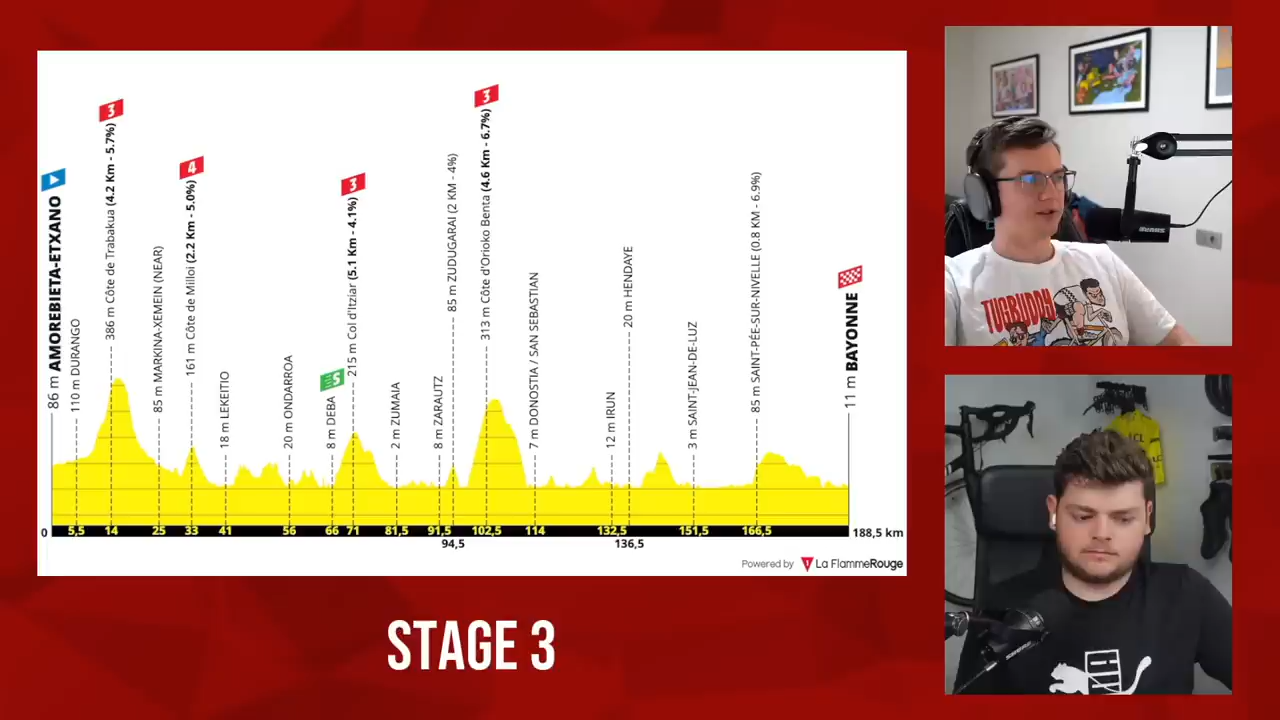 86 m AMOREBIETA-ETXANO
110 m DURANGO
3
386 m Côte de Trabakua (4.2 Km - 5.7%)
85 m MARKINA-XEMEIN (NEAR)
4
161 m Côte de Milloi (2.2 Km - 5.0%)
18 m LEKEITIO
20 m ONDARROA
S
8 m DEBA
3
215 m Col d'Itziar (5.1 Km - 4.1%)
2 m ZUMAIA
8 m ZARAUTZ
85 m ZUDUGARAI (2 KM - 4%)
3
313 m Côte d'Orioko Benta (4.6 Km - 6.7%)
7 m DONOSTIA / SAN SEBASTIAN
12 m IRUN
20 m HENDAYE
3 m SAINT-JEAN-DE-LUZ
85 m SAINT-PÉE-SUR-NIVELLE (0.8 KM - 6.9%)
11 m BAYONNE
0 5,5 14 25 33 41 56 66 71 81,5 91,5 102,5 114 132,5 151,5 166,5 188,5 km
94,5 136,5
Powered by La FlammeRouge
STAGE 3
TUGBUDDY
LCL